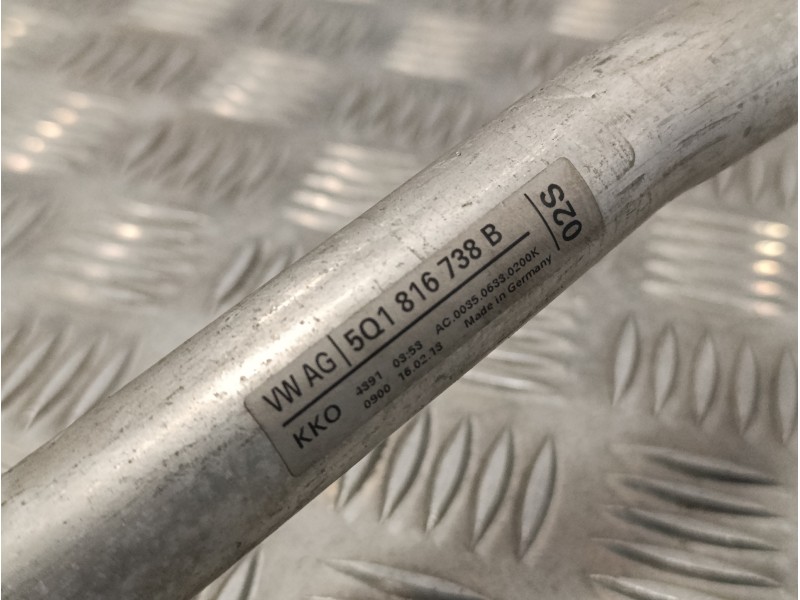 VW AG 5Q1 816 738 B 02S
KKO 4391 03:53 AC.0035.0633.0200K
0900 16.02.13 Made in Germany